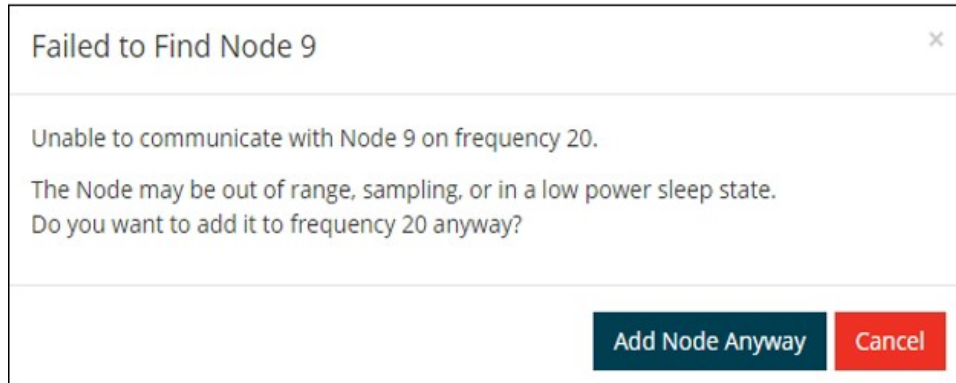 Failed to Find Node 9
×
Unable to communicate with Node 9 on frequency 20.
The Node may be out of range, sampling, or in a low power sleep state.
Do you want to add it to frequency 20 anyway?
Add Node Anyway
Cancel